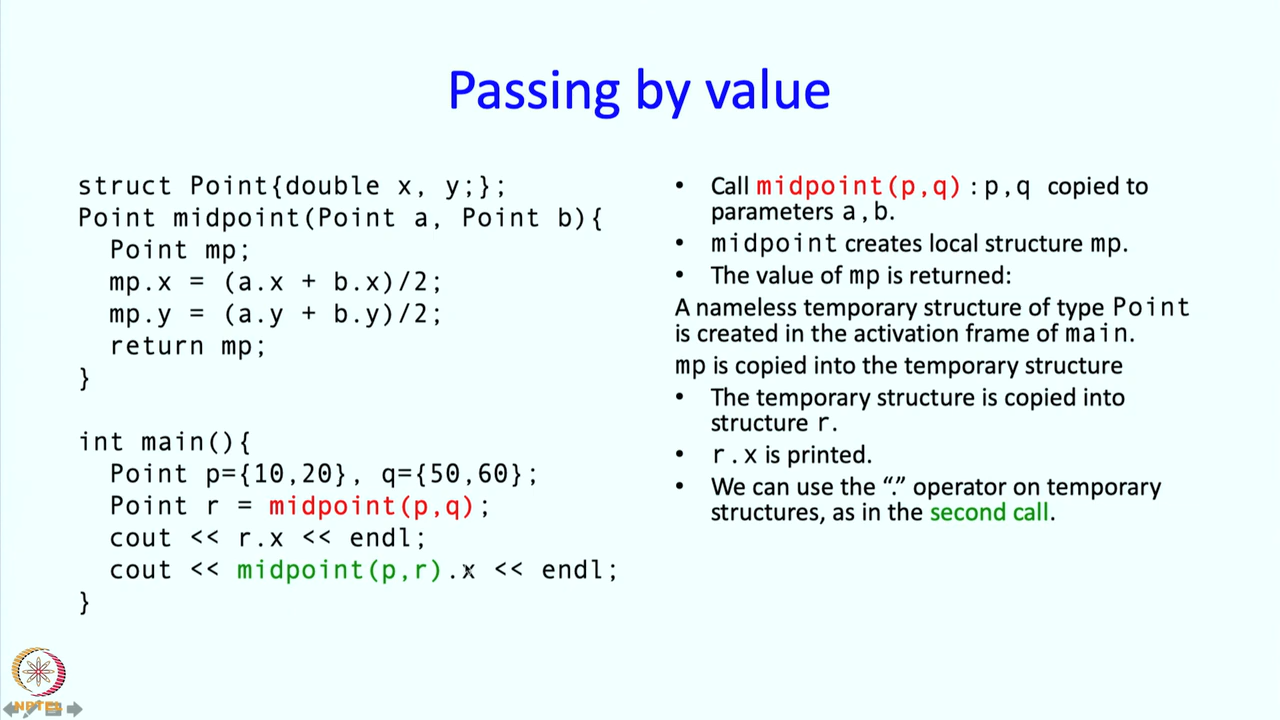 Passing by value
struct Point{double x, y;};
Point midpoint(Point a, Point b){
  Point mp;
  mp.x = (a.x + b.x)/2;
  mp.y = (a.y + b.y)/2;
  return mp;
}
int main(){
  Point p={10,20}, q={50,60};
  Point r = midpoint(p,q);
  cout << r.x << endl;
  cout << midpoint(p,r).x << endl;
}
• Call midpoint(p,q) : p,q copied to
parameters a,b.
• midpoint creates local structure mp.
• The value of mp is returned:
A nameless temporary structure of type Point
is created in the activation frame of main.
mp is copied into the temporary structure
• The temporary structure is copied into
structure r.
• r.x is printed.
• We can use the “.” operator on temporary
structures, as in the second call.
NPTEL